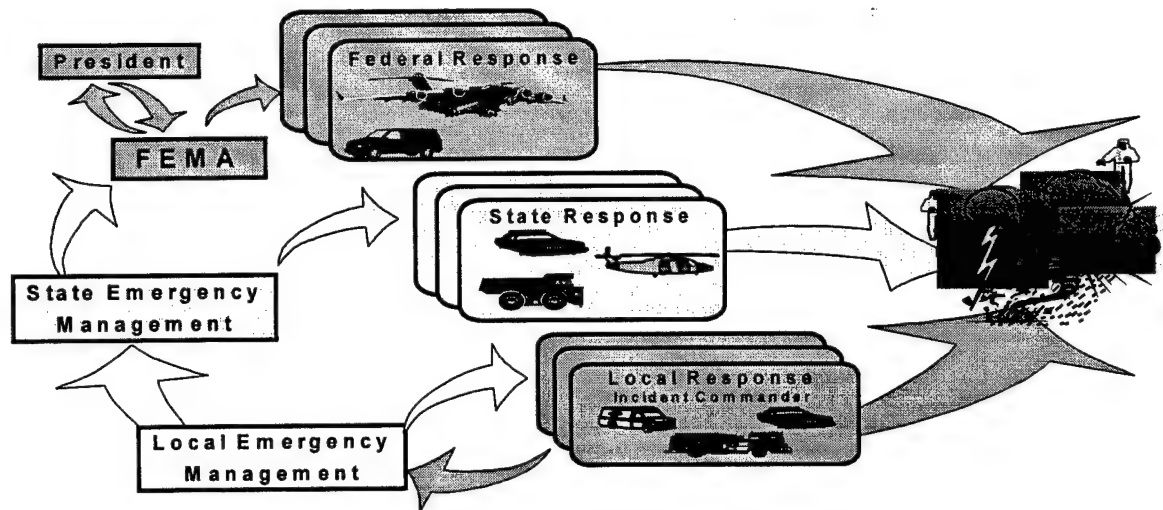 President
Federal Response
FEMA
State Response
State Emergency
Management
Local Response
Incident Commander
Local Emergency
Management